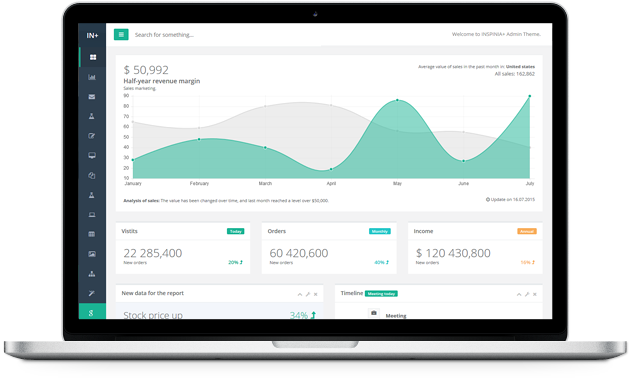 IN+
Search for something...
Welcome to INSPINIA+ Admin Theme.
$ 50,992
Half-year revenue margin
Sales marketing.
Average value of sales in the past month in: United states
All sales: 162,862
90
80
70
60
50
40
30
20
10
January February March April May June July
Analysis of sales: The value has been changed over time, and last month reached a level over $50,000.
Update on 16.07.2015
Vistits Today
22 285,400
New orders 20%
Orders Monthly
60 420,600
New orders 40%
Income Annual
$ 120 430,800
New orders 16%
New data for the report
Stock price up 34%
Timeline Meeting today
Meeting